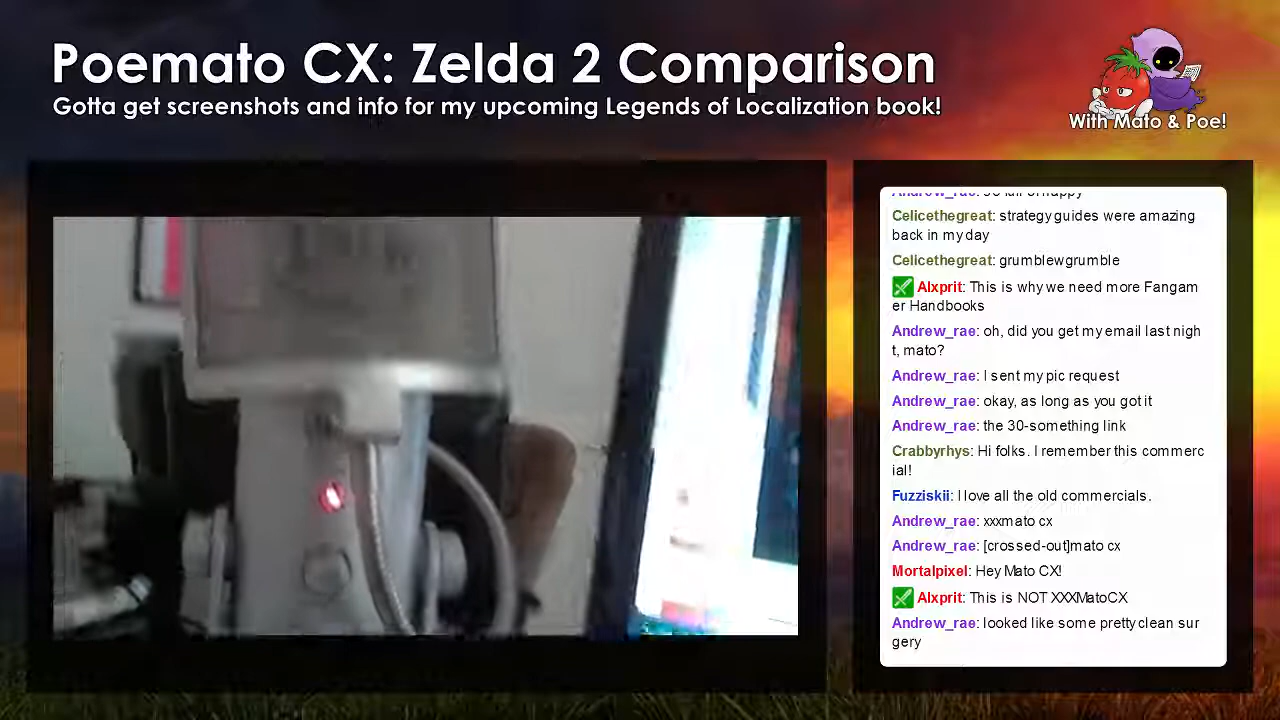 Poemato CX: Zelda 2 Comparison
Gotta get screenshots and info for my upcoming Legends of Localization book!
With Mato & Poe!
Celicethegreat: strategy guides were amazing
back in my day
Celicethegreat: grumblewgrumble
Alxprit: This is why we need more Fangam
er Handbooks
Andrew_rae: oh, did you get my email last nigh
t, mato?
Andrew_rae: I sent my pic request
Andrew_rae: okay, as long as you got it
Andrew_rae: the 30-something link
Crabbyrhys: Hi folks. I remember this commerc
ial!
Fuzziskii: I love all the old commercials.
Andrew_rae: xxxmato cx
Andrew_rae: [crossed-out]mato cx
Mortalpixel: Hey Mato CX!
Alxprit: This is NOT XXXMatoCX
Andrew_rae: looked like some pretty clean sur
gery